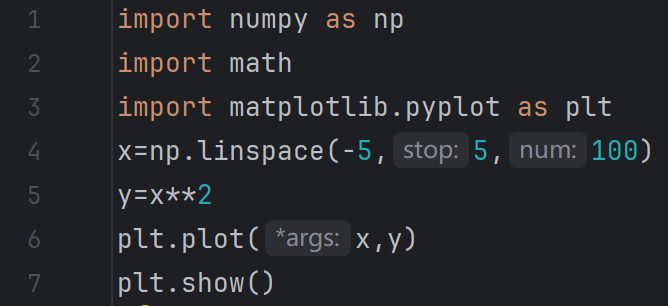 1 import numpy as np
2 import math
3 import matplotlib.pyplot as plt
4 x=np.linspace(-5, stop: 5, num: 100)
5 y=x**2
6 plt.plot( *args: x,y)
7 plt.show()